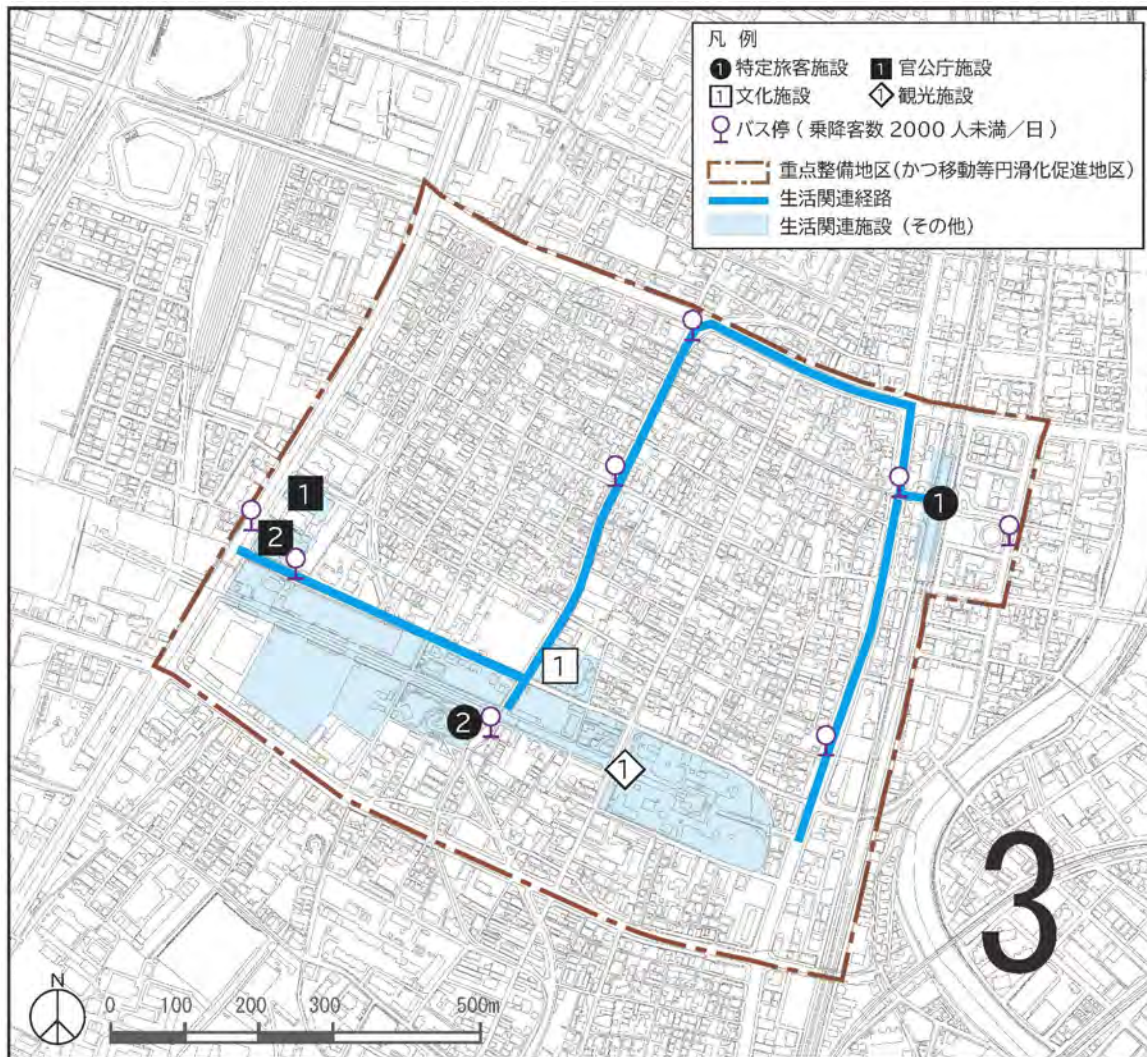 凡 例
❶特定旅客施設 1 官公庁施設
1 文化施設 1 観光施設
バス停 ( 乗降客数 2000 人未満／日 )
重点整備地区(かつ移動等円滑化促進地区)
生活関連経路
生活関連施設 (その他)
1
1
2
1
2
1
3
N
0 100 200 300 500m